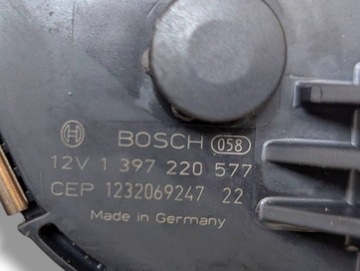 BOSCH 058
12V 1 397 220 577
CEP 1232069247 22
Made in Germany